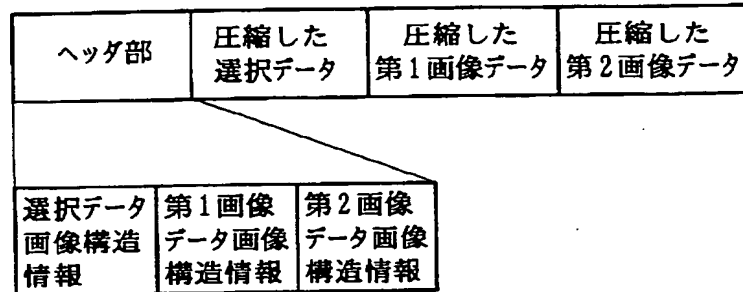 ヘッダ部
圧縮した
選択データ
圧縮した
第1画像データ
圧縮した
第2画像データ
選択データ
画像構造
情報
第1画像
データ画像
構造情報
第2画像
データ画像
構造情報